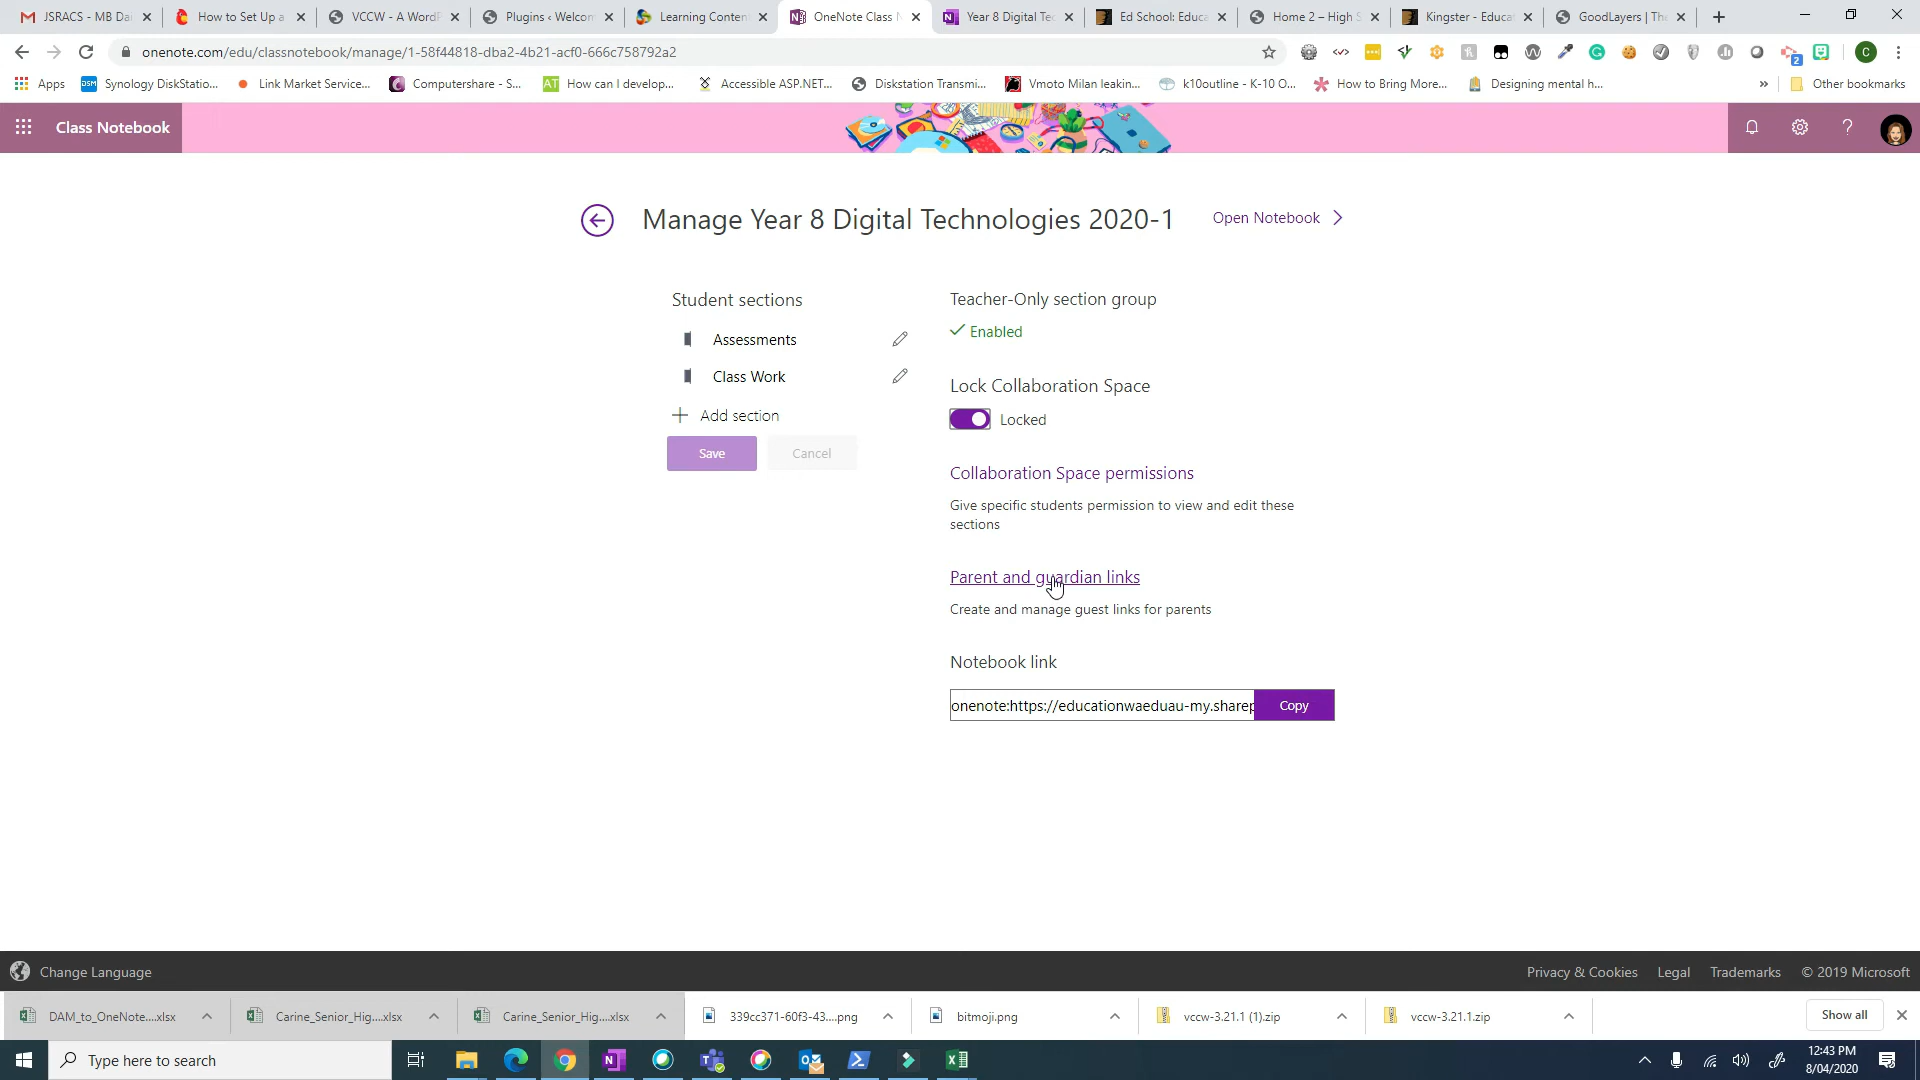 JSRACS - MB Da
How to Set Up a
VCCW - A WordP
Plugins ‹ Welcom
Learning Conten
OneNote Class N
Year 8 Digital Tec
Ed School: Educa
Home 2 – High S
Kingster - Educat
GoodLayers | The
onenote.com/edu/classnotebook/manage/1-58f44818-dba2-4b21-acf0-666c758792a2
2
C
Apps
DSM Synology DiskStatio...
Link Market Service...
Computershare - S...
AT How can I develop...
Accessible ASP.NET...
Diskstation Transmi...
Vmoto Milan leakin...
k10outline - K-10 O...
How to Bring More...
Designing mental h...
»
Other bookmarks
Class Notebook
?
Manage Year 8 Digital Technologies 2020-1
Open Notebook
Student sections
Assessments
Class Work
Add section
Save
Cancel
Teacher-Only section group
Enabled
Lock Collaboration Space
Locked
Collaboration Space permissions
Give specific students permission to view and edit these
sections
Parent and guardian links
Create and manage guest links for parents
Notebook link
onenote:https://educationwaeduau-my.sharep
Copy
Change Language
Privacy & Cookies
Legal
Trademarks
© 2019 Microsoft
DAM_to_OneNote....xlsx
Carine_Senior_Hig....xlsx
Carine_Senior_Hig....xlsx
339cc371-60f3-43....png
bitmoji.png
vccw-3.21.1 (1).zip
vccw-3.21.1.zip
Show all
Type here to search
12:43 PM
8/04/2020